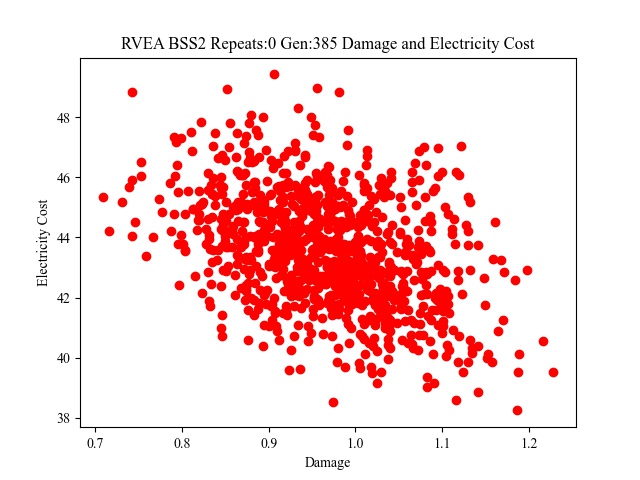 RVEA BSS2 Repeats:0 Gen:385 Damage and Electricity Cost
48
46
44
42
40
38
Electricity Cost
0.7 0.8 0.9 1.0 1.1 1.2
Damage